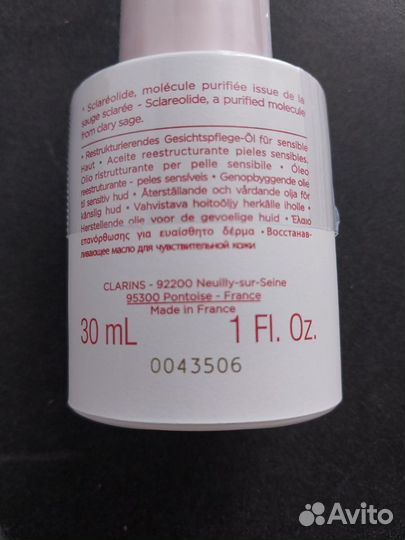 * Sclaréolide, molécule purifiée issue de la
sauge sclarée - Sclareolide, a purified molecule
from clary sage.
• Restrukturierendes Gesichtspflege-Öl für sensible
Haut • Aceite reestructurante pieles sensibles.
Olio ristrutturante per pelle sensibile • Óleo
reestruturante - peles sensíveis • Genopbyggende olie
til sensitiv hud • Återställande och vårdande olja för
känslig hud • Vahvistava hoitoöljy herkälle iholle •
Herstellende olie voor de gevoelige huid • Έλαιο
επανόρθωσης για ευαίσθητο δέρμα • Восстанав-
ливающее масло для чувствительной кожи
CLARINS - 92200 Neuilly-sur-Seine
95300 Pontoise - France
Made in France
30 mL 1 Fl. Oz.
0043506
Avito